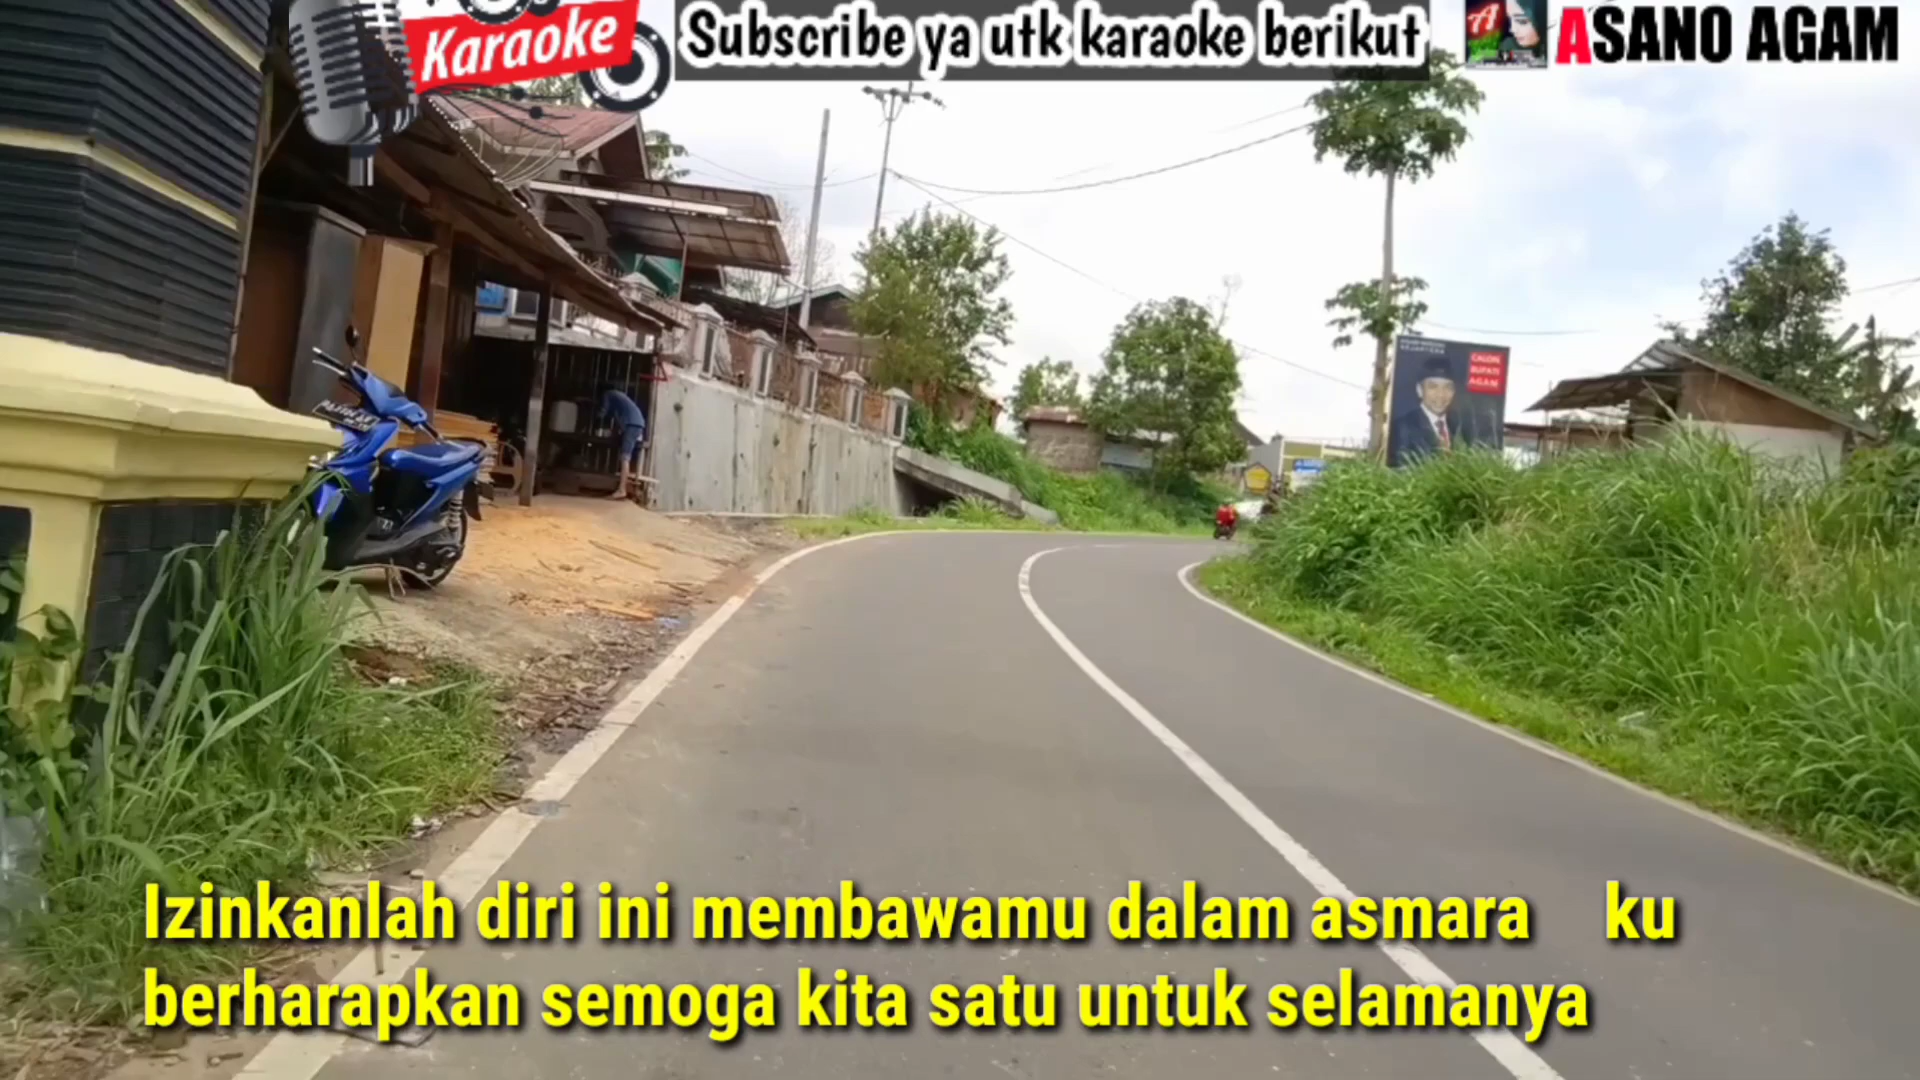 Karaoke
Subscribe ya utk karaoke berikut
ASANO AGAM
CALON
BUPATI
AGAM
Izinkanlah diri ini membawamu dalam asmara ku
berharapkan semoga kita satu untuk selamanya